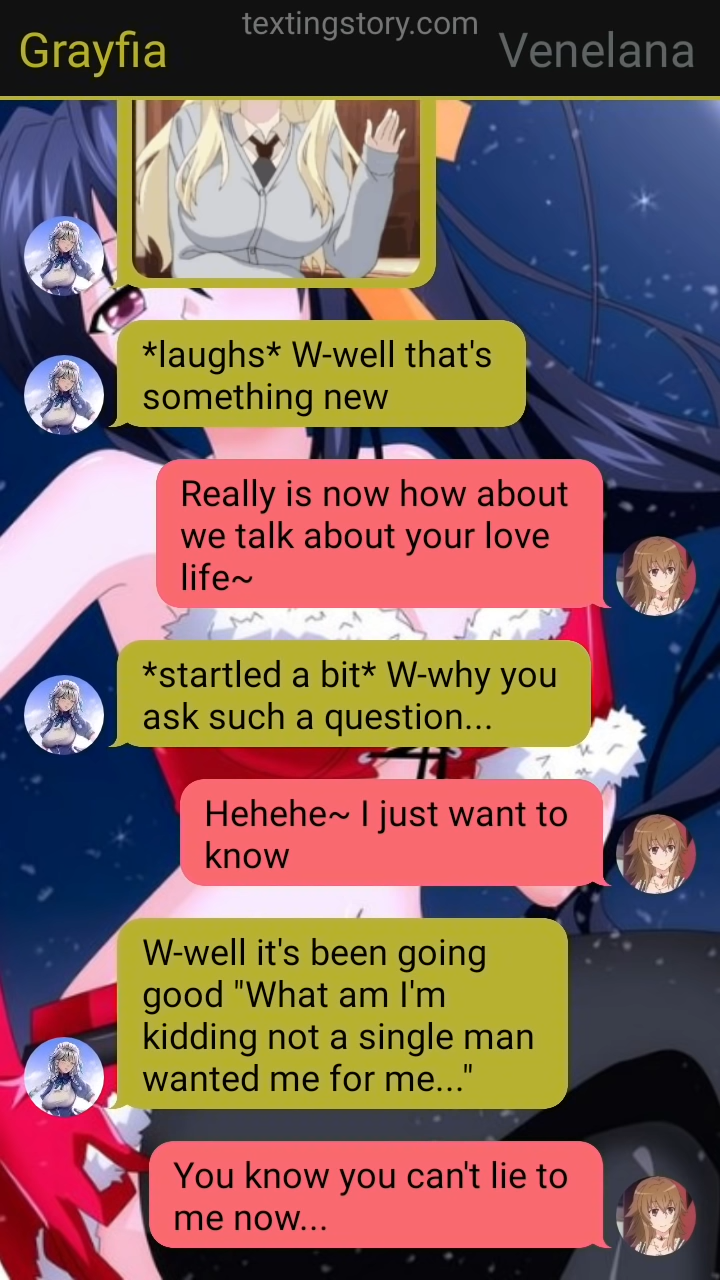 textingstory.com
Grayfia
Venelana
*laughs* W-well that's
something new
Really is now how about
we talk about your love
life~
*startled a bit* W-why you
ask such a question...
Hehehe~ I just want to
know
W-well it's been going
good "What am I'm
kidding not a single man
wanted me for me..."
You know you can't lie to
me now...